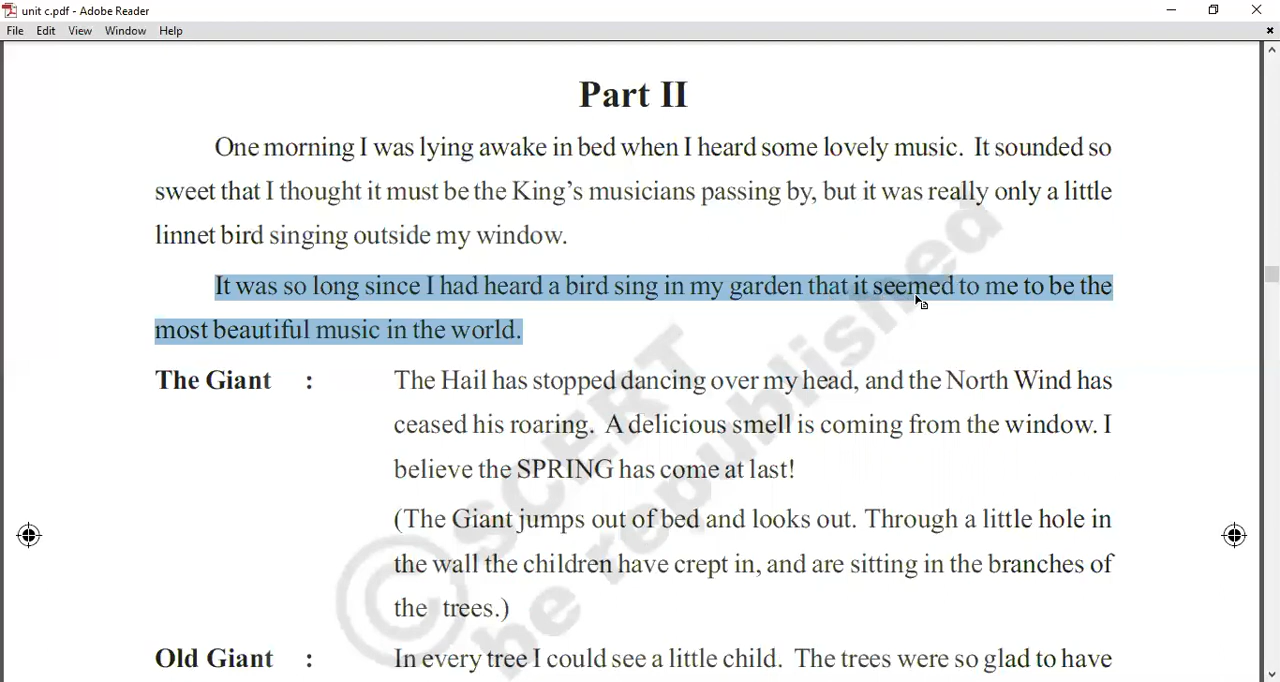 unit c.pdf - Adobe Reader
File Edit View Window Help
Part II
One morning I was lying awake in bed when I heard some lovely music. It sounded so
sweet that I thought it must be the King's musicians passing by, but it was really only a little
linnet bird singing outside my window.
It was so long since I had heard a bird sing in my garden that it seemed to me to be the
most beautiful music in the world.
The Giant : The Hail has stopped dancing over my head, and the North Wind has
ceased his roaring. A delicious smell is coming from the window. I
believe the SPRING has come at last!
(The Giant jumps out of bed and looks out. Through a little hole in
the wall the children have crept in, and are sitting in the branches of
the trees.)
Old Giant : In every tree I could see a little child. The trees were so glad to have
© SCERT
be republished